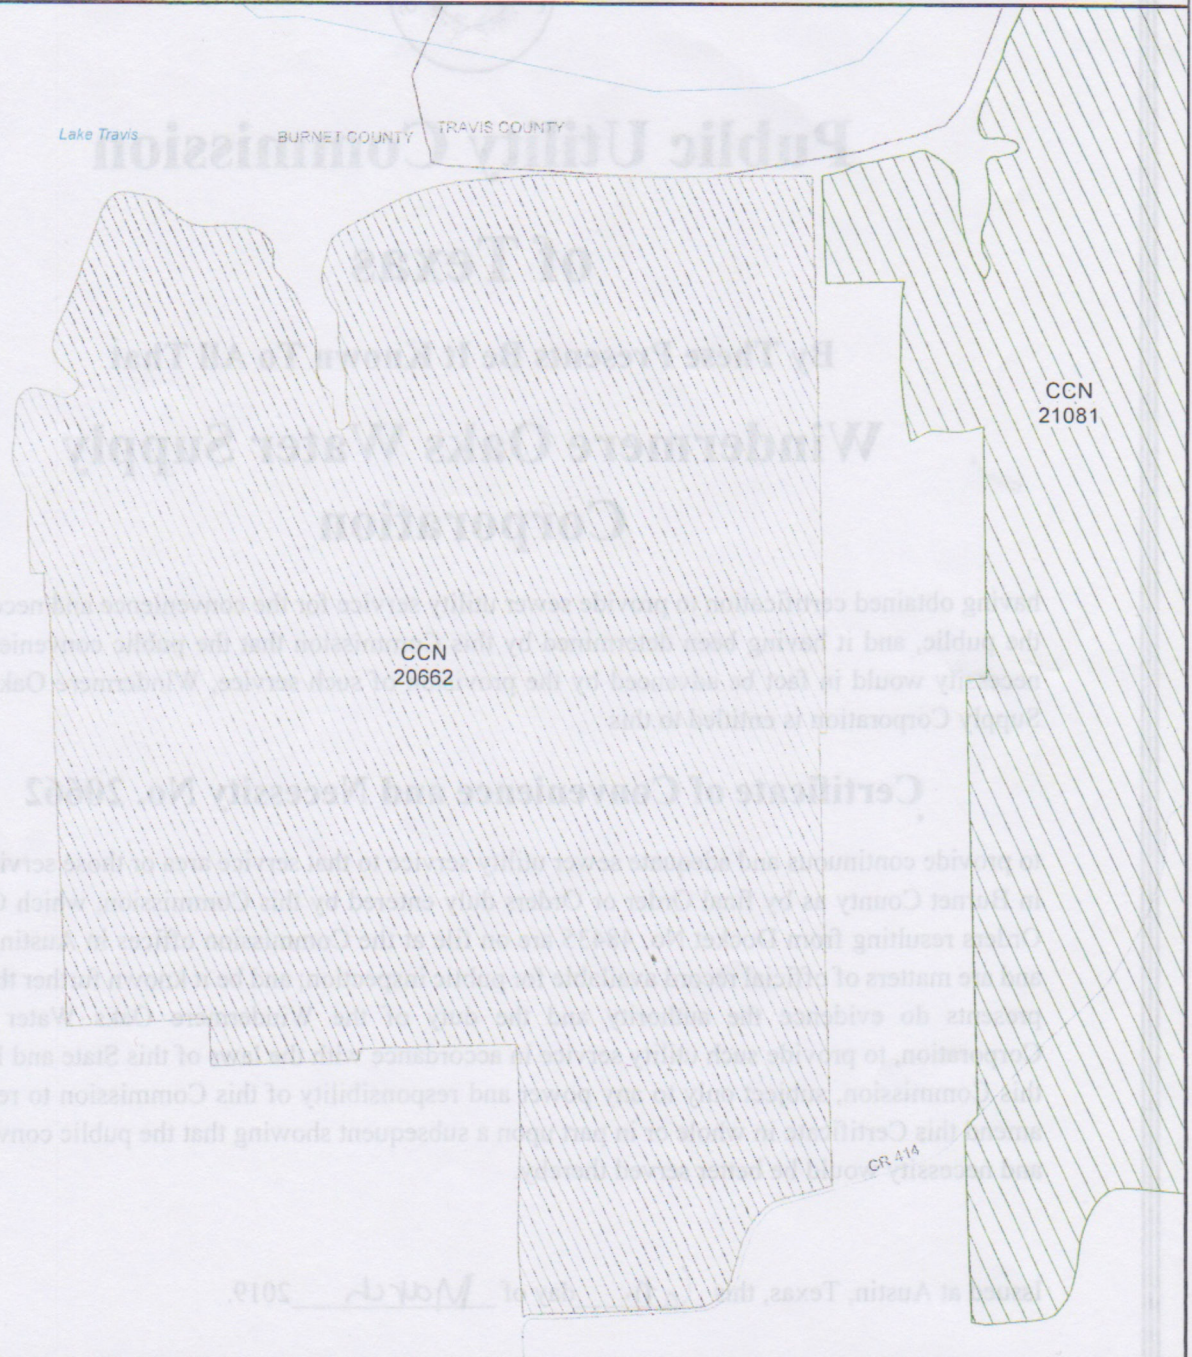 Lake Travis
BURNET COUNTY
TRAVIS COUNTY
Public Utility Commission
of Texas
By These Presents Be It Known To All That
CCN
21081
Windermere Oaks Water Supply
Corporation
having obtained certification to provide sewer utility service for the convenience and
the public, and it having been determined by this Commission that the public
CCN
20662
necessity would in fact be advanced by the provision of such service, Windermere
Supply Corporation is entitled to this
Certificate of Convenience and Necessity No. 20662
to provide continuous and adequate sewer utility service to that service area or those
in Burnet County as by final Order or Orders duly entered by this Commission, which
Orders resulting from Docket No. are on file at the Commission offices in Austin
and are matters of official record available for public inspection; and be it known further
presents do evidence the authority and the duty of the Windermere Oaks Water
Corporation, to provide such utility service in accordance with the laws of this State and
this Commission, subject only to any power and responsibility of this Commission to
amend this Certificate in whole or in part upon a subsequent showing that the public
and necessity would be better served thereby.
CR 414
Issued at Austin, Texas, this day of March 2019.